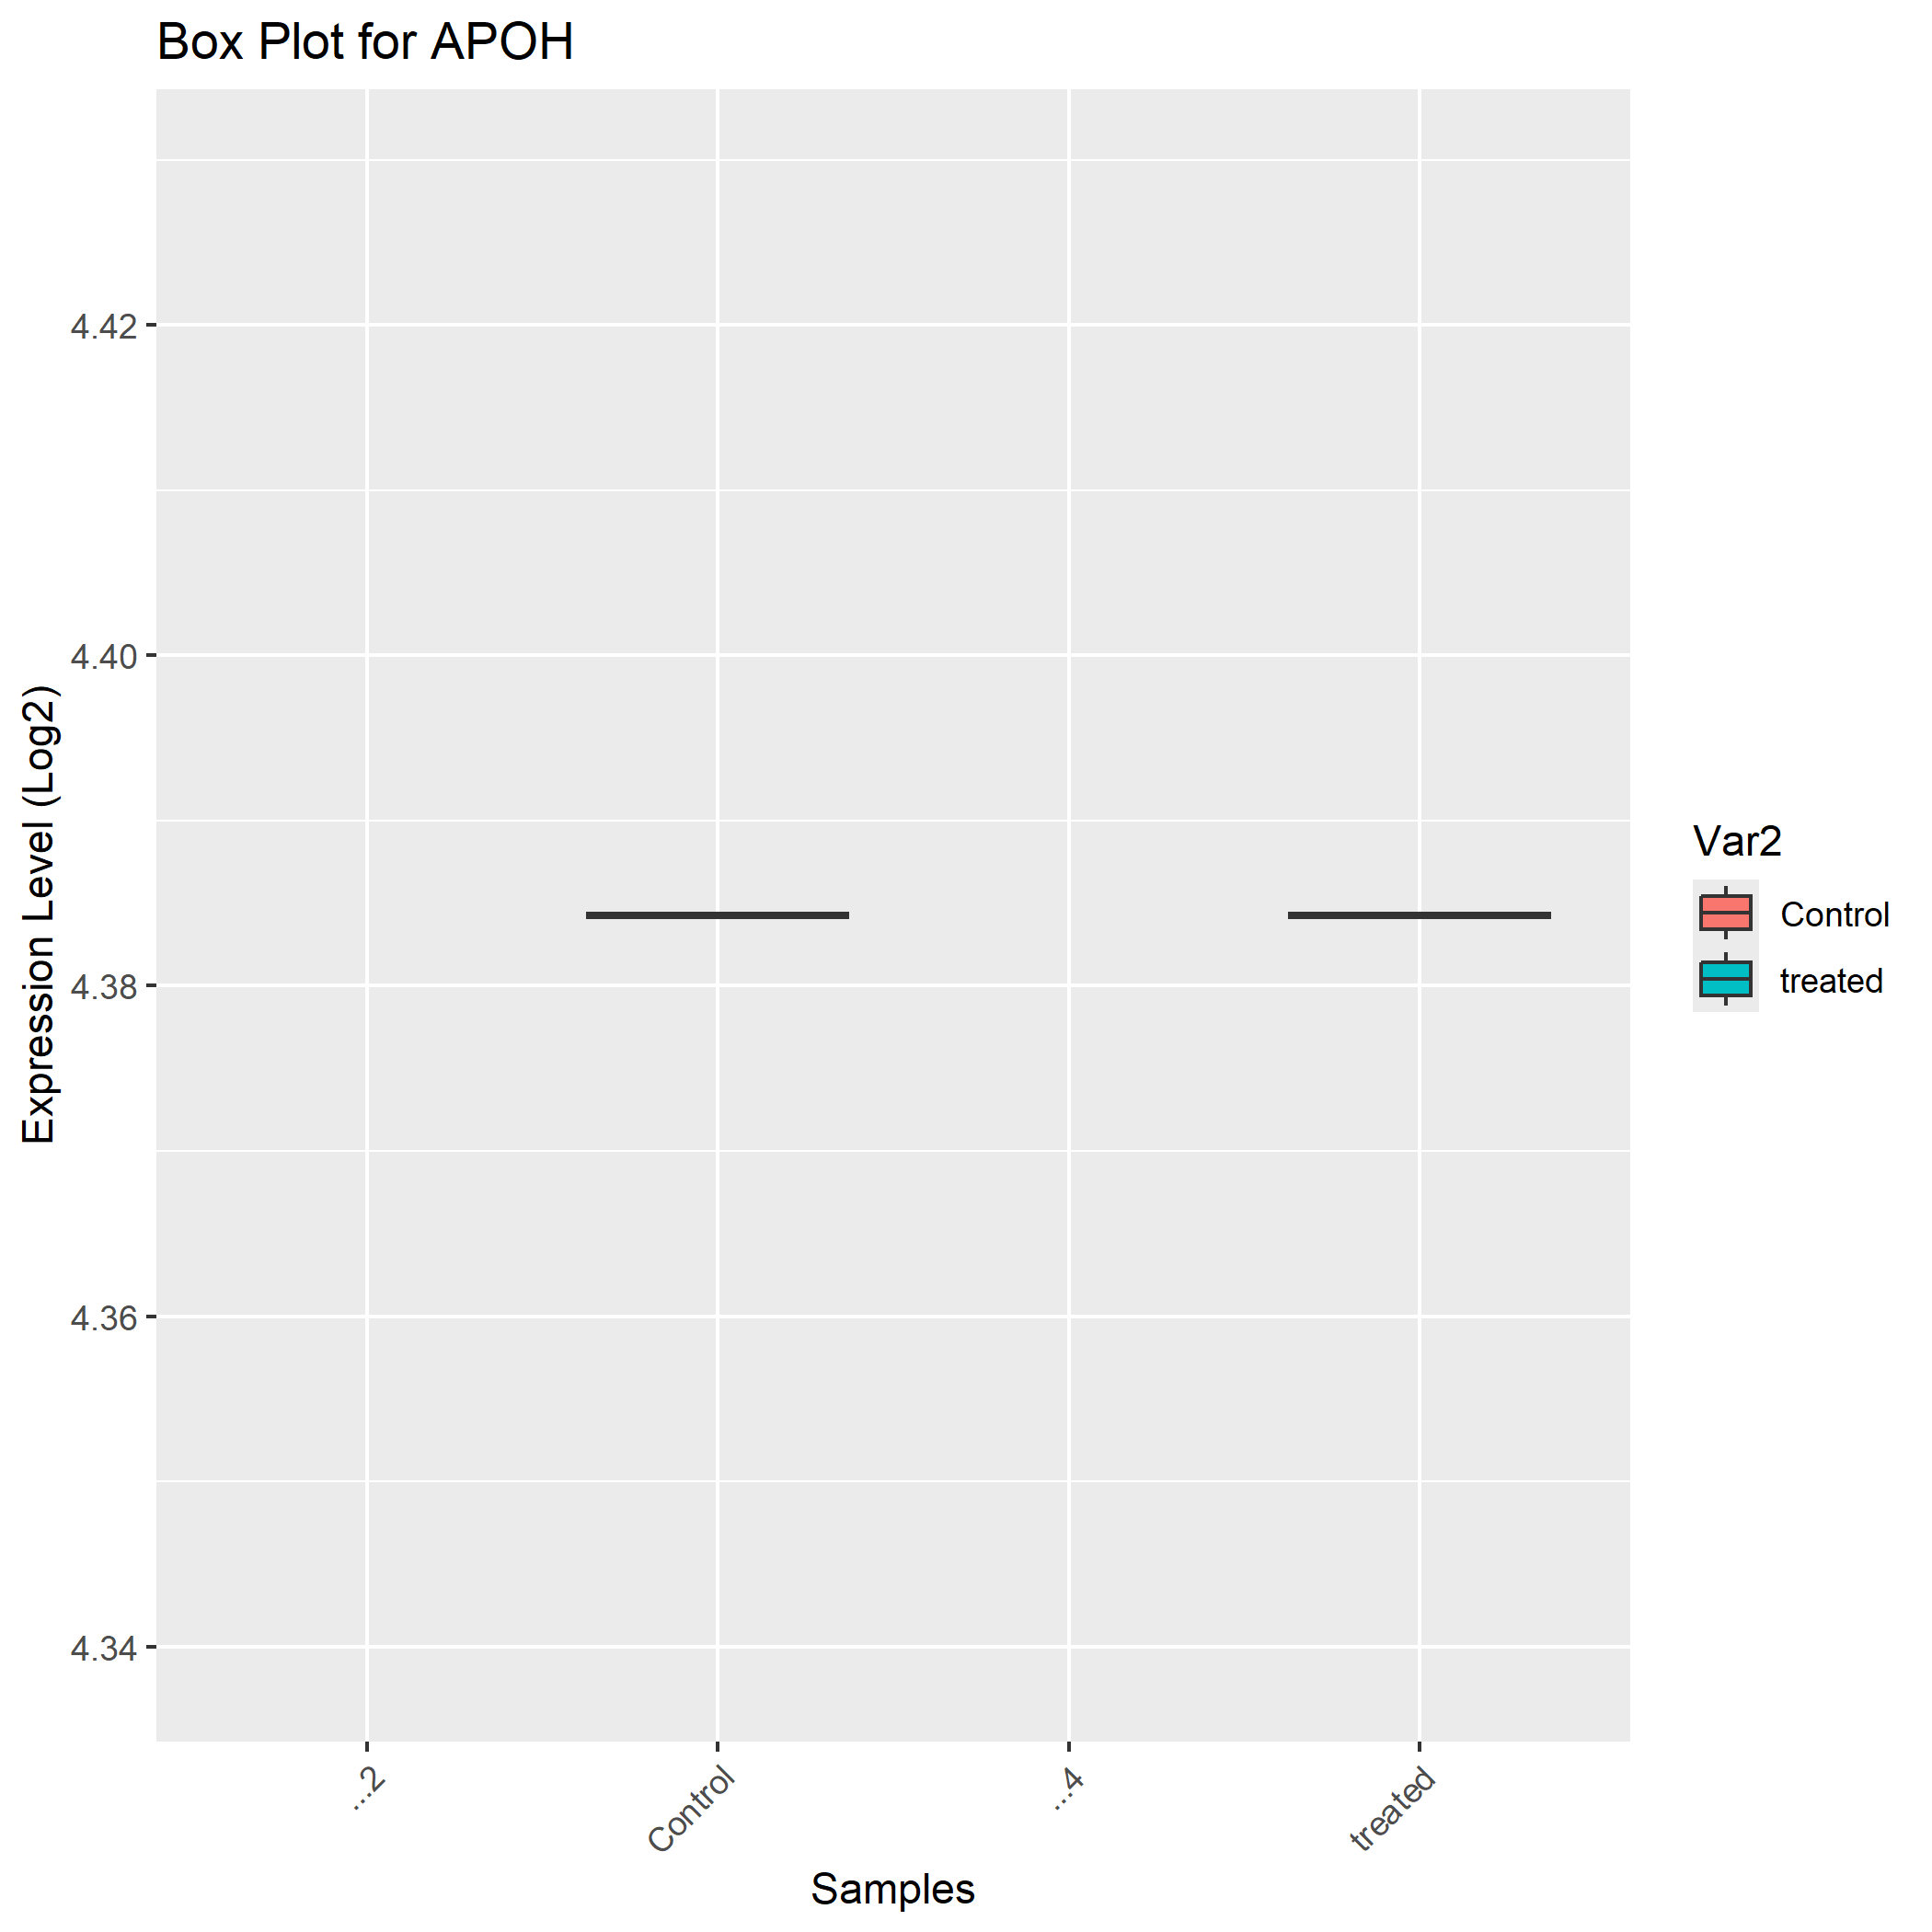 Box Plot for APOH
Expression Level (Log2)
4.42
4.40
4.38
4.36
4.34
...2
Control
...4
treated
Samples
Var2
Control
treated